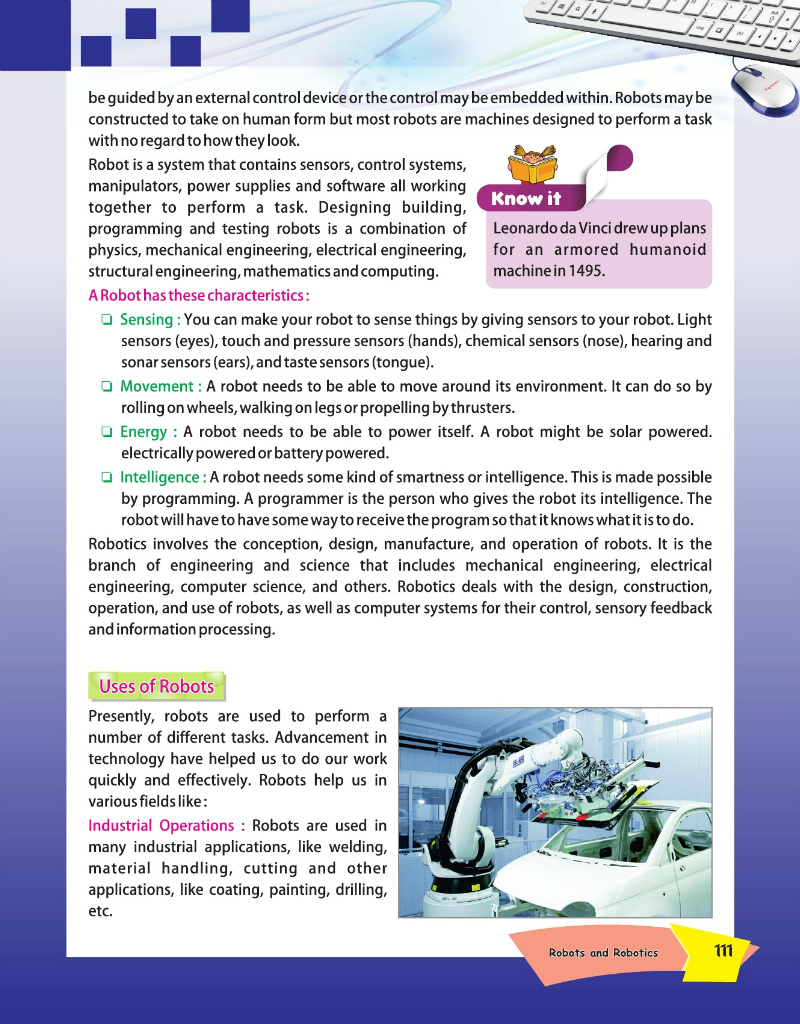 be guided by an external control device or the control may be embedded within. Robots may be
constructed to take on human form but most robots are machines designed to perform a task
with no regard to how they look.
Robot is a system that contains sensors, control systems,
manipulators, power supplies and software all working
together to perform a task. Designing building,
programming and testing robots is a combination of
physics, mechanical engineering, electrical engineering,
structural engineering, mathematics and computing.
Know it
Leonardo da Vinci drew up plans
for an armored humanoid
machine in 1495.
A Robot has these characteristics :
❑ Sensing : You can make your robot to sense things by giving sensors to your robot. Light
sensors (eyes), touch and pressure sensors (hands), chemical sensors (nose), hearing and
sonar sensors (ears), and taste sensors (tongue).
❑ Movement : A robot needs to be able to move around its environment. It can do so by
rolling on wheels, walking on legs or propelling by thrusters.
❑ Energy : A robot needs to be able to power itself. A robot might be solar powered.
electrically powered or battery powered.
❑ Intelligence : A robot needs some kind of smartness or intelligence. This is made possible
by programming. A programmer is the person who gives the robot its intelligence. The
robot will have to have some way to receive the program so that it knows what it is to do.
Robotics involves the conception, design, manufacture, and operation of robots. It is the
branch of engineering and science that includes mechanical engineering, electrical
engineering, computer science, and others. Robotics deals with the design, construction,
operation, and use of robots, as well as computer systems for their control, sensory feedback
and information processing.
Uses of Robots
Presently, robots are used to perform a
number of different tasks. Advancement in
technology have helped us to do our work
quickly and effectively. Robots help us in
various fields like :
Industrial Operations : Robots are used in
many industrial applications, like welding,
material handling, cutting and other
applications, like coating, painting, drilling,
etc.
Robots and Robotics
111